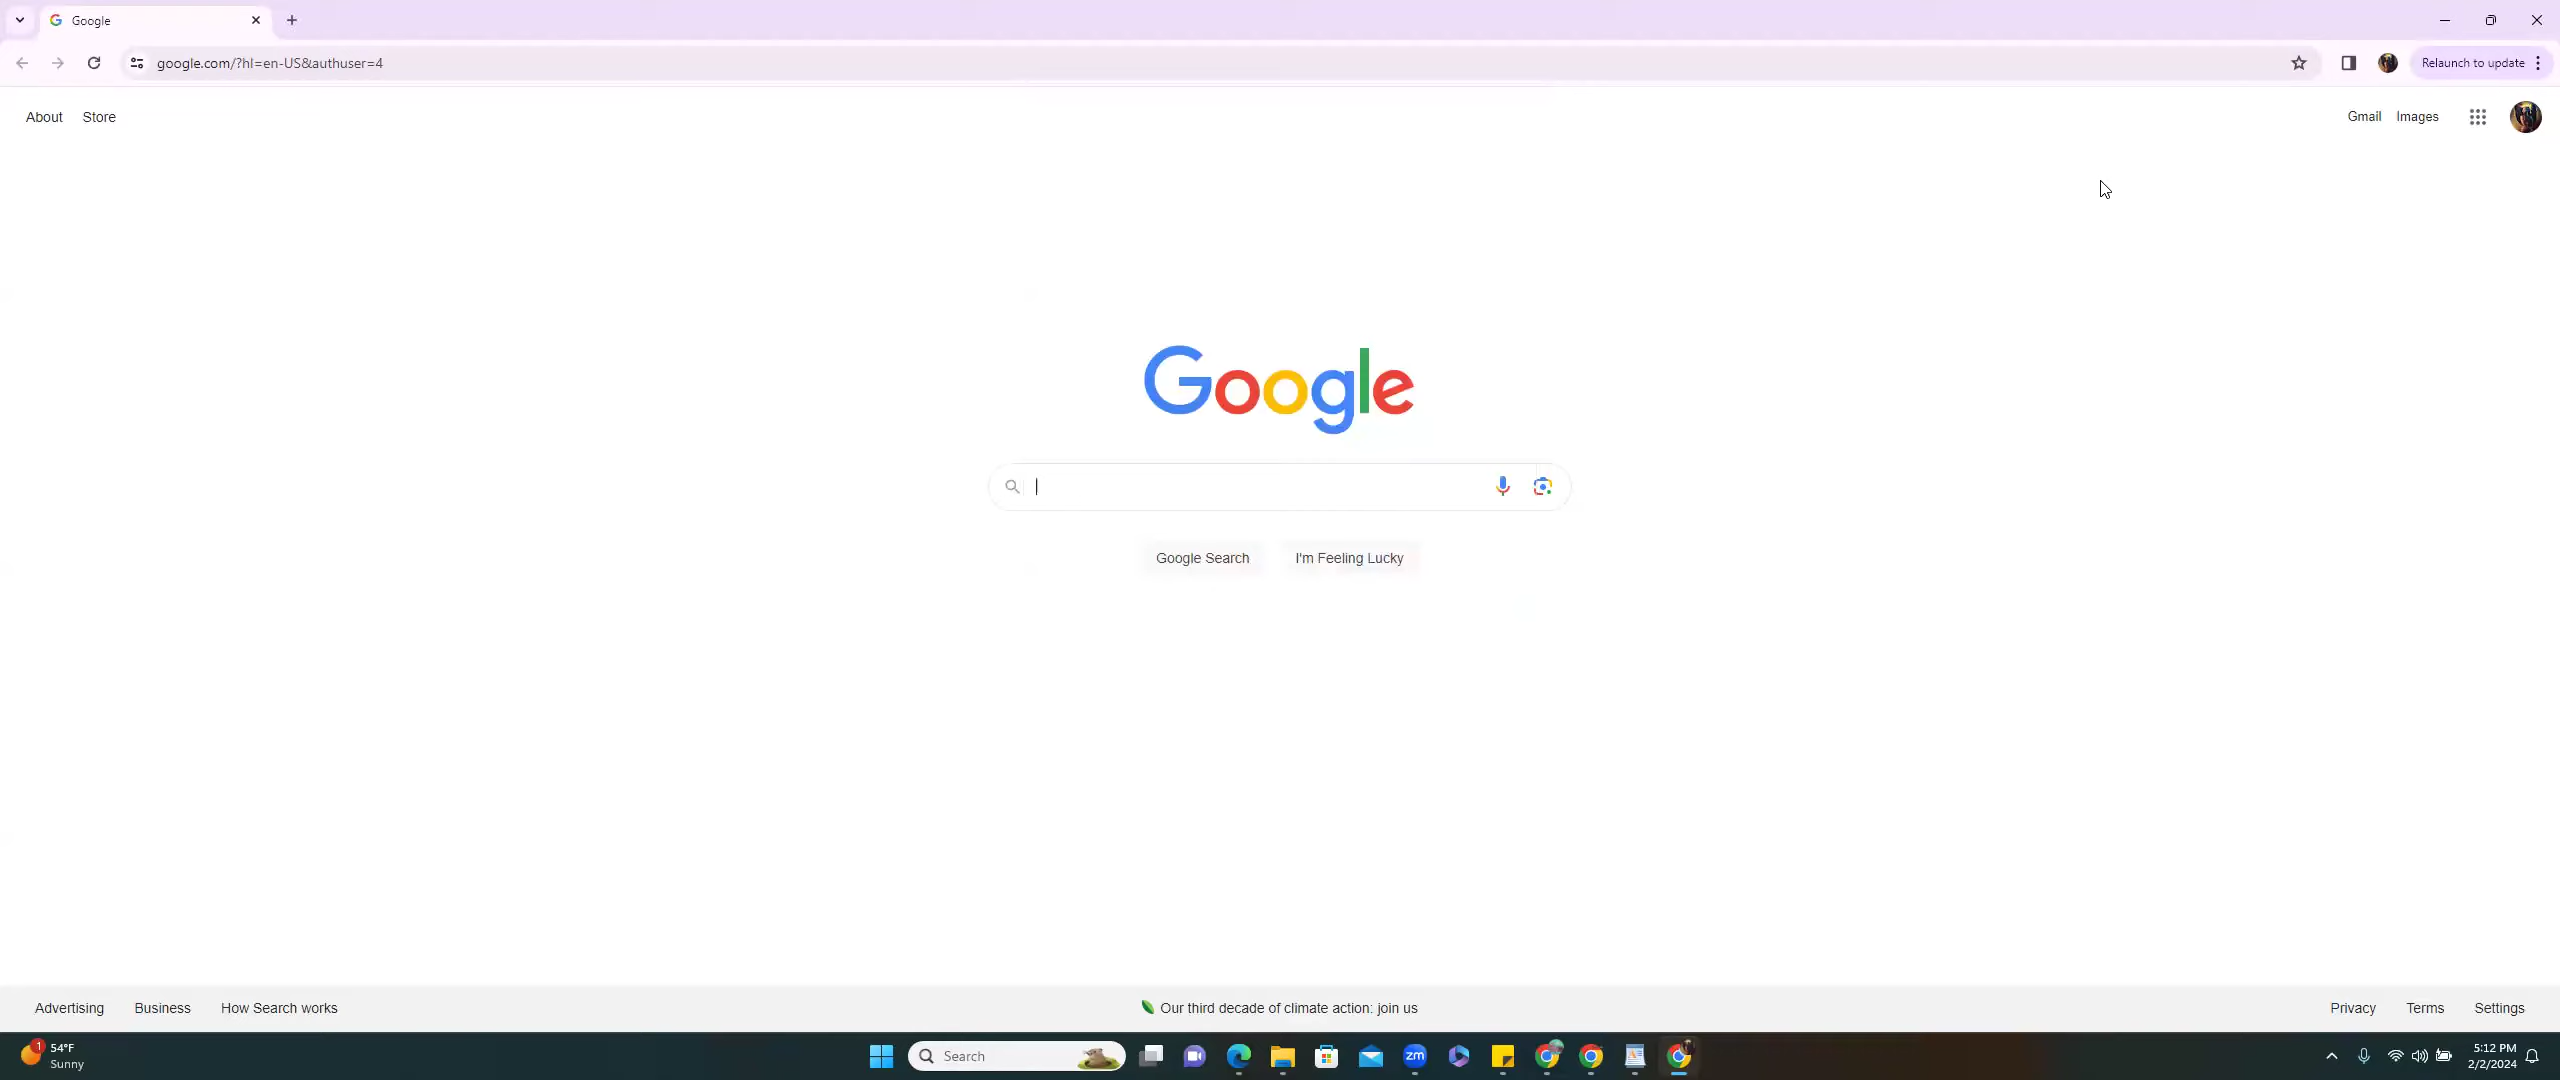 Google
google.com/?hl=en-US&authuser=4
Relaunch to update
About Store
Gmail Images
Google
Google Search I'm Feeling Lucky
Advertising Business How Search works
Our third decade of climate action: join us
Privacy Terms Settings
1
54°F
Sunny
Search
zm
5:12 PM
2/2/2024